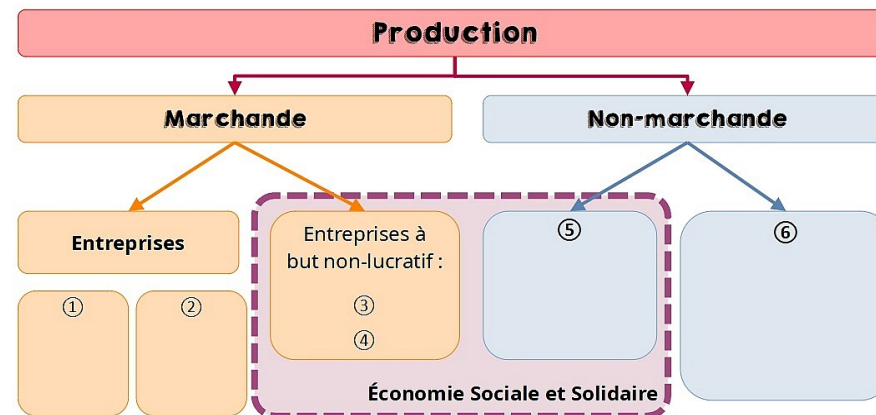 Production
Marchande
Non-marchande
Entreprises
Entreprises à
but non-lucratif :
③
④
⑤
⑥
①
②
Économie Sociale et Solidaire